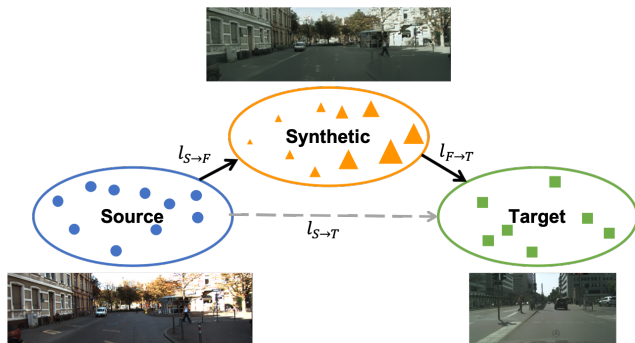 Synthetic
l_{S→F}
l_{F→T}
Source
Target
l_{S→T}